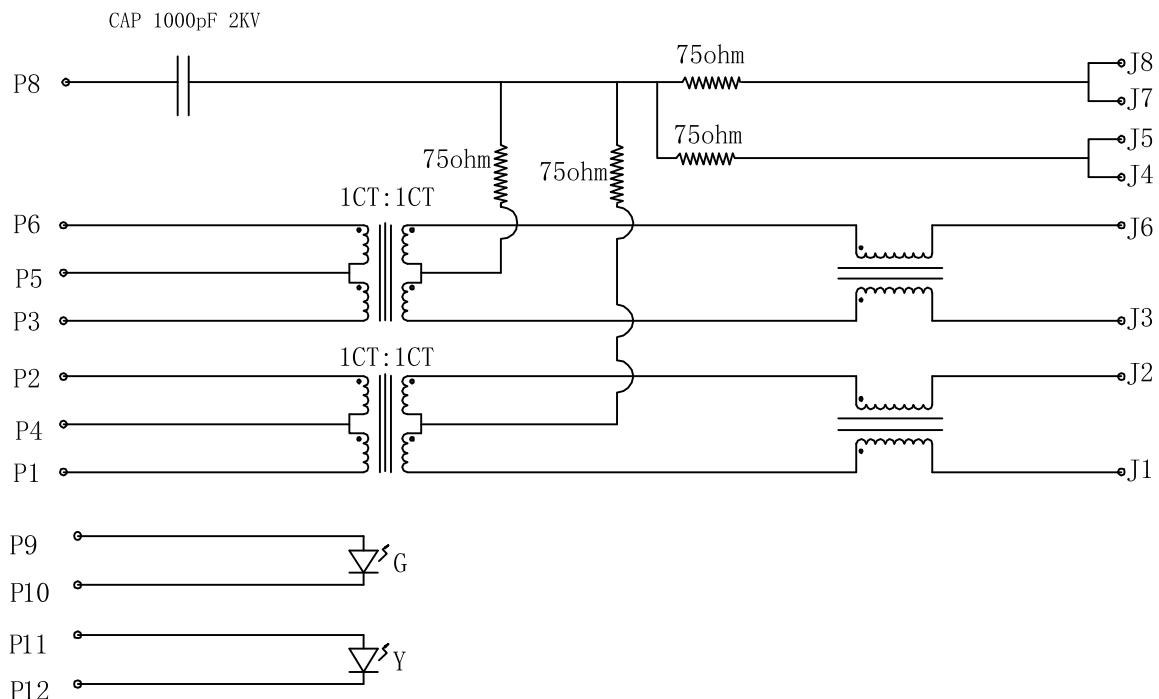 CAP 1000pF 2KV
P8
75ohm
J8
J7
75ohm
J5
J4
75ohm
75ohm
1CT:1CT
P6
J6
P5
P3
J3
1CT:1CT
P2
J2
P4
P1
J1
P9
G
P10
P11
Y
P12